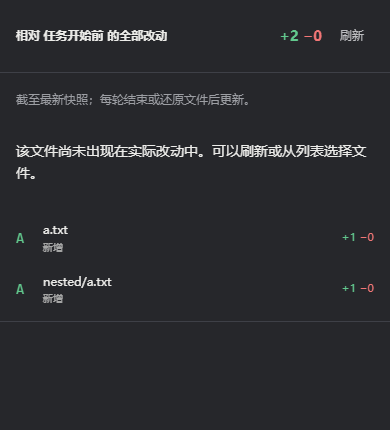 相对 任务开始前 的全部改动 +2 −0 刷新
截至最新快照；每轮结束或还原文件后更新。
该文件尚未出现在实际改动中。可以刷新或从列表选择文
件。
A a.txt +1 −0
新增
A nested/a.txt +1 −0
新增